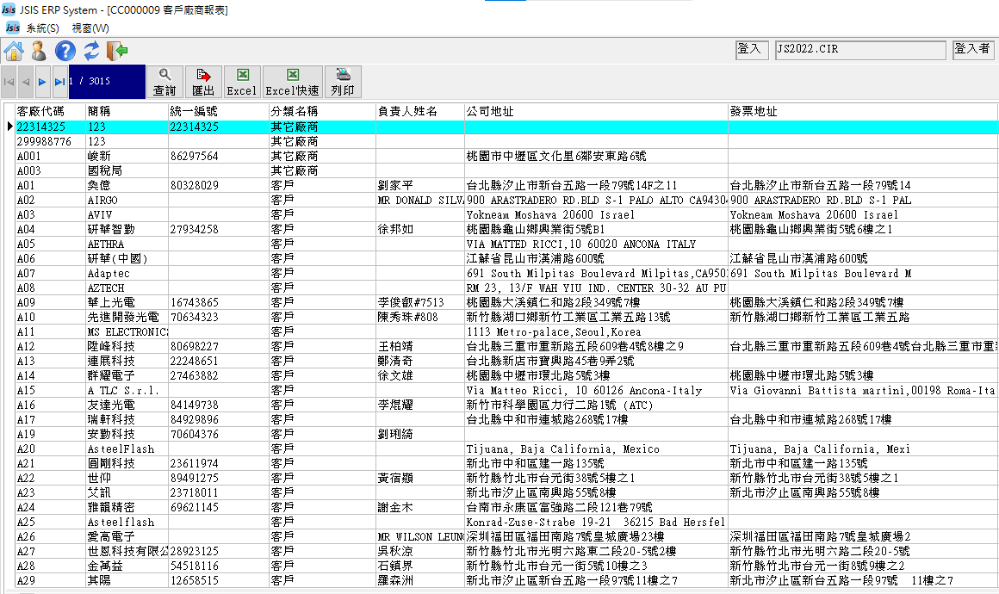 jsis JSIS ERP System - [CC000009 客戶廠商報表]
jsis 系統(S) 視窗(W)
登入 JS2022.CIR 登入者
1 / 3015 查詢 匯出 Excel Excel快速 列印
客廠代碼 簡稱 統一編號 分類名稱 負責人姓名 公司地址 發票地址
22314325 123 22314325 其它廠商
299988776 123 其它廠商
A001 峻新 86297564 其它廠商 桃園市中壢區文化里6鄰安東路6號
A003 國稅局 其它廠商
A01 奐億 80328029 客戶 劉家平 台北縣汐止市新台五路一段79號14F之11 台北縣汐止市新台五路一段79號14
A02 AIRGO 客戶 MR DONALD SILVA 900 ARASTRADERO RD.BLD S-1 PALO ALTO CA94304 900 ARASTRADERO RD.BLD S-1 PAL
A03 AVIV 客戶 Yokneam Moshava 20600 Israel Yokneam Moshava 20600 Israel
A04 研華智勤 27934258 客戶 徐邦如 桃園縣龜山鄉興業街5號B1 桃園縣龜山鄉興業街5號6樓之1
A05 AETHRA 客戶 VIA MATTED RICCI,10 60020 ANCONA ITALY
A06 研華(中國) 客戶 江蘇省昆山市漢浦路600號 江蘇省昆山市漢浦路600號
A07 Adaptec 客戶 691 South Milpitas Boulevard Milpitas,CA9503 691 South Milpitas Boulevard M
A08 AZTECH 客戶 RM 23, 13/F WAH YIU IND. CENTER 30-32 AU PU
A09 華上光電 16743865 客戶 李俊叡#7513 桃園縣大溪鎮仁和路2段349號7樓 桃園縣大溪鎮仁和路2段349號7樓
A10 先進開發光電 70634323 客戶 陳秀珠#808 新竹縣湖口鄉新竹工業區工業五路13號 新竹縣湖口鄉新竹工業區工業五路
A11 MS ELECTRONICS 客戶 1113 Metro-palace,Seoul,Korea
A12 陞峰科技 80698227 客戶 王柏靖 台北縣三重市重新路五段609巷4號8樓之9 台北縣三重市重新路五段609巷4號台北縣三重市重新
A13 連展科技 22248651 客戶 鄭清奇 台北縣新店市寶興路45巷9弄2號
A14 群耀電子 27463882 客戶 徐文雄 桃園縣中壢市環北路5號3樓 桃園縣中壢市環北路5號3樓
A15 A TLC S.r.l. 客戶 Via Matteo Ricci, 10 60126 Ancona-Italy Via Giovanni Battista martini,00198 Roma-Ita
A16 友達光電 84149738 客戶 李焜耀 新竹市科學園區力行二路1號 (ATC)
A17 瑞軒科技 84929896 客戶 台北縣中和市連城路268號17樓 台北縣中和市連城路268號17樓
A19 安勤科技 70604376 客戶 劉琍綺
A20 AsteelFlash 客戶 Tijuana, Baja California, Mexico Tijuana, Baja California, Mexi
A21 圓剛科技 23611974 客戶 新北市中和區建一路135號 新北市中和區建一路135號
A22 世仰 89491275 客戶 黃宿顯 新竹縣竹北市台元街38號5樓之1 新竹縣竹北市台元街38號5樓之1
A23 艾訊 23718011 客戶 新北市汐止區南興路55號8樓 新北市汐止區南興路55號8樓
A24 雅韻精密 69621145 客戶 謝金木 台南市永康區富強路二段121巷79號
A25 Asteelflash 客戶 Konrad-Zuse-Strabe 19-21 36215 Bad Hersfel
A26 愛高電子 客戶 MR WILSON LEUNG 深圳福田區福田南路7號皇城廣場23樓 深圳福田區福田南路7號皇城廣場2
A27 世恩科技有限公 28923125 客戶 吳秋涼 新竹縣竹北市光明六路東二段20-5號2樓 新竹縣竹北市光明六路二段20-5號
A28 金萬益 54518116 客戶 石鎮界 新竹縣竹北市台元一街5號10樓之3 新竹縣竹北市台元一街8號9樓之2
A29 其陽 12658515 客戶 羅森洲 新北市汐止區新台五路一段97號11樓之7 新北市汐止區新台五路一段97號 11樓之7